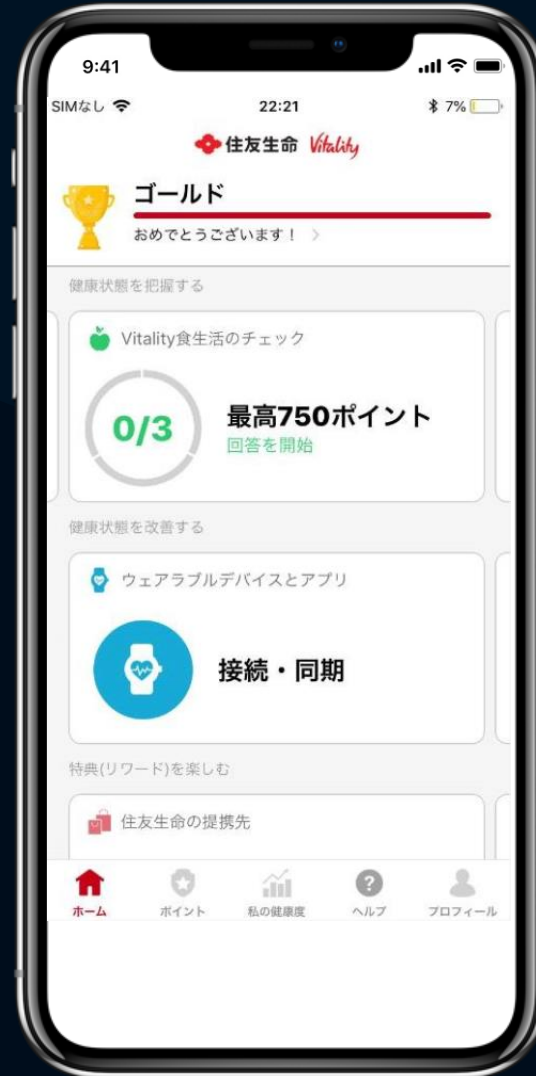 9:41
SIMなし 22:21 7%
住友生命 Vitality
ゴールド
おめでとうございます！ >
健康状態を把握する
Vitality食生活のチェック
0/3
最高750ポイント
回答を開始
健康状態を改善する
ウェアラブルデバイスとアプリ
接続・同期
特典(リワード)を楽しむ
住友生命の提携先
ホーム ポイント 私の健康度 ヘルプ プロフィール